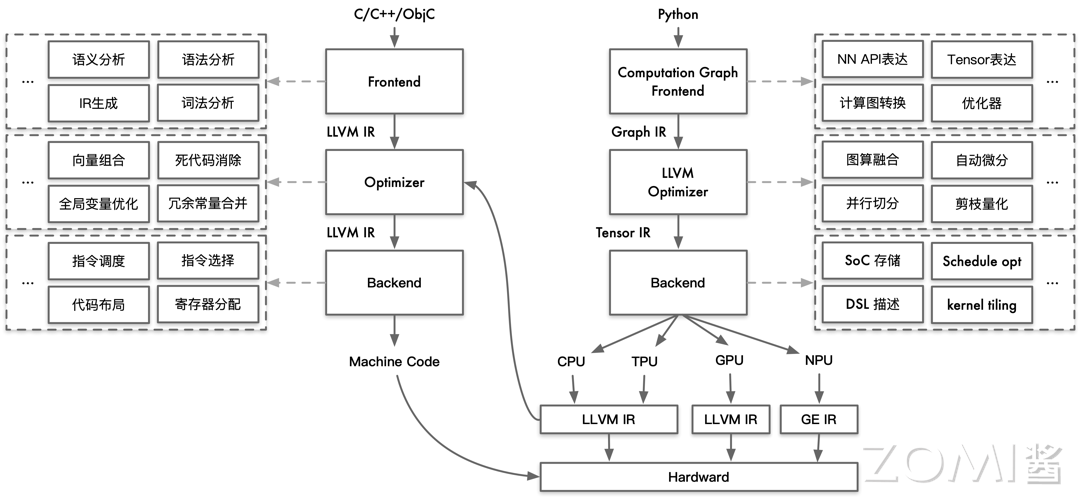 C/C++/ObjC
Python
...
语义分析
语法分析
IR生成
词法分析
Frontend
Computation Graph
Frontend
NN API表达
Tensor表达
计算图转换
优化器
...
LLVM IR
Graph IR
...
向量组合
死代码消除
全局变量优化
冗余常量合并
Optimizer
LLVM
Optimizer
图算融合
自动微分
并行切分
剪枝量化
...
LLVM IR
Tensor IR
...
指令调度
指令选择
代码布局
寄存器分配
Backend
Backend
SoC 存储
Schedule opt
DSL 描述
kernel tiling
...
Machine Code
CPU
TPU
GPU
NPU
LLVM IR
LLVM IR
GE IR
Hardward
ZOMI酱